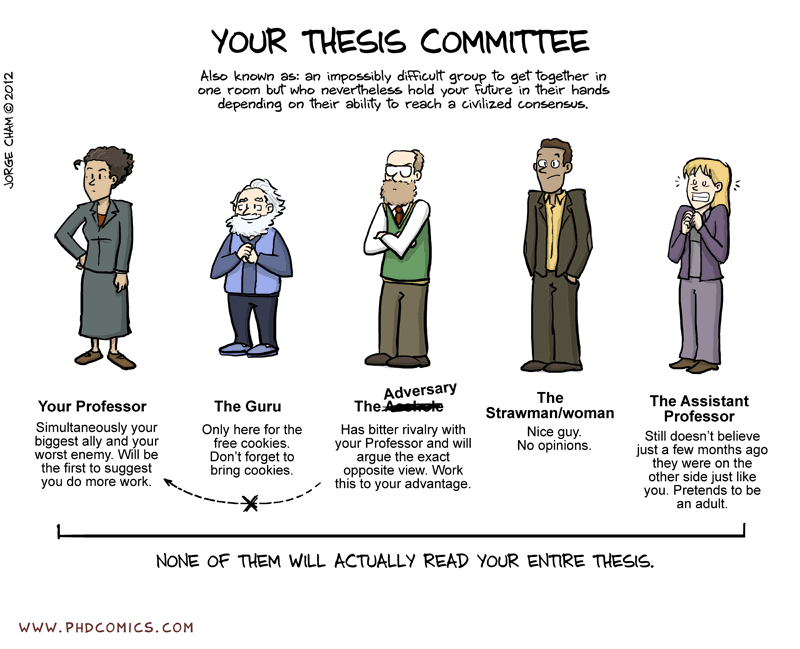 YOUR THESIS COMMITTEE
Also known as: an impossibly difficult group to get together in
one room but who nevertheless hold your future in their hands
depending on their ability to reach a civilized consensus.
JORGE CHAM © 2012
Your Professor
Simultaneously your
biggest ally and your
worst enemy. Will be
the first to suggest
you do more work.
The Guru
Only here for the
free cookies.
Don't forget to
bring cookies.
Adversary
The Asshole
Has bitter rivalry with
your Professor and will
argue the exact
opposite view. Work
this to your advantage.
The
Strawman/woman
Nice guy.
No opinions.
The Assistant
Professor
Still doesn't believe
just a few months ago
they were on the
other side just like
you. Pretends to be
an adult.
NONE OF THEM WILL ACTUALLY READ YOUR ENTIRE THESIS.
WWW.PHDCOMICS.COM